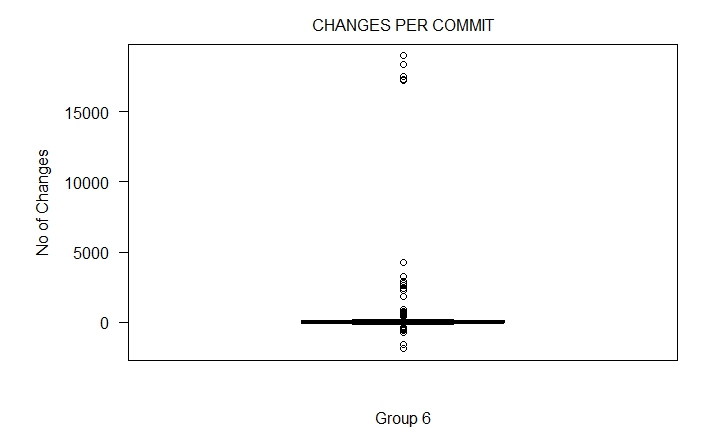 CHANGES PER COMMIT
No of Changes
15000
10000
5000
0
Group 6